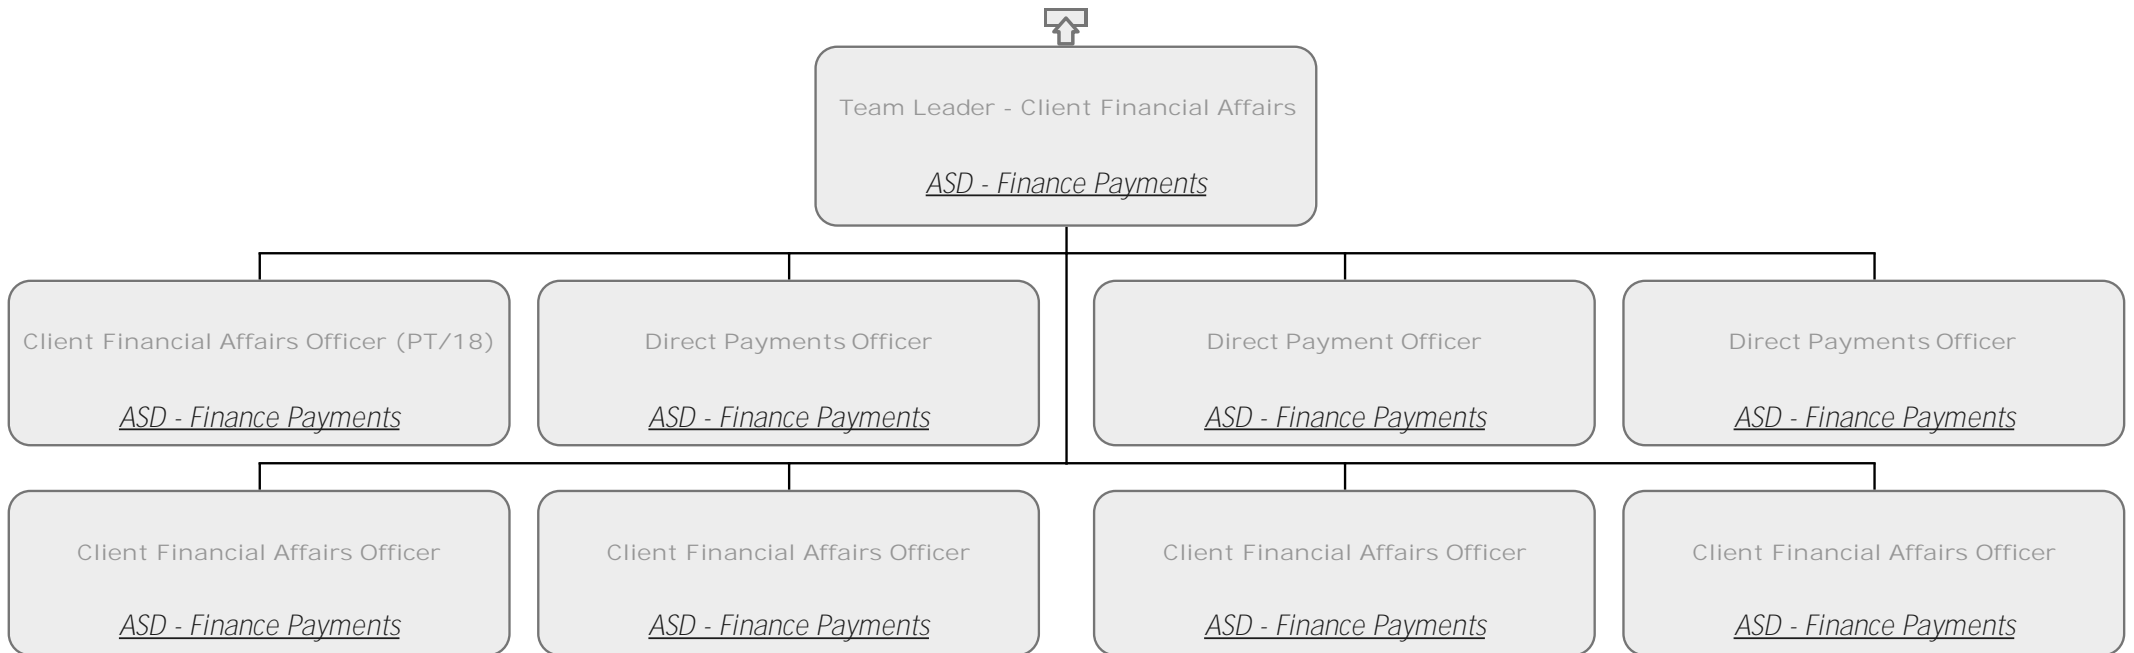 Team Leader - Client Financial Affairs
ASD - Finance Payments
Client Financial Affairs Officer (PT/18)
ASD - Finance Payments
Direct Payments Officer
ASD - Finance Payments
Direct Payment Officer
ASD - Finance Payments
Direct Payments Officer
ASD - Finance Payments
Client Financial Affairs Officer
ASD - Finance Payments
Client Financial Affairs Officer
ASD - Finance Payments
Client Financial Affairs Officer
ASD - Finance Payments
Client Financial Affairs Officer
ASD - Finance Payments